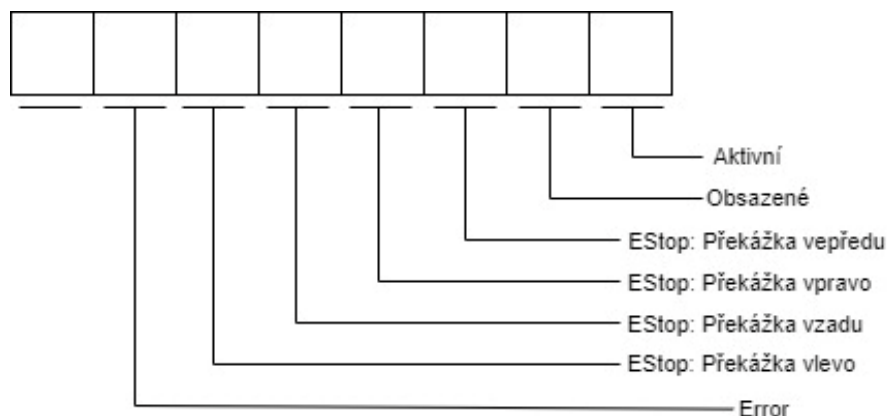 Aktivní
Obsazené
EStop: Překážka vepředu
EStop: Překážka vpravo
EStop: Překážka vzadu
EStop: Překážka vlevo
Error